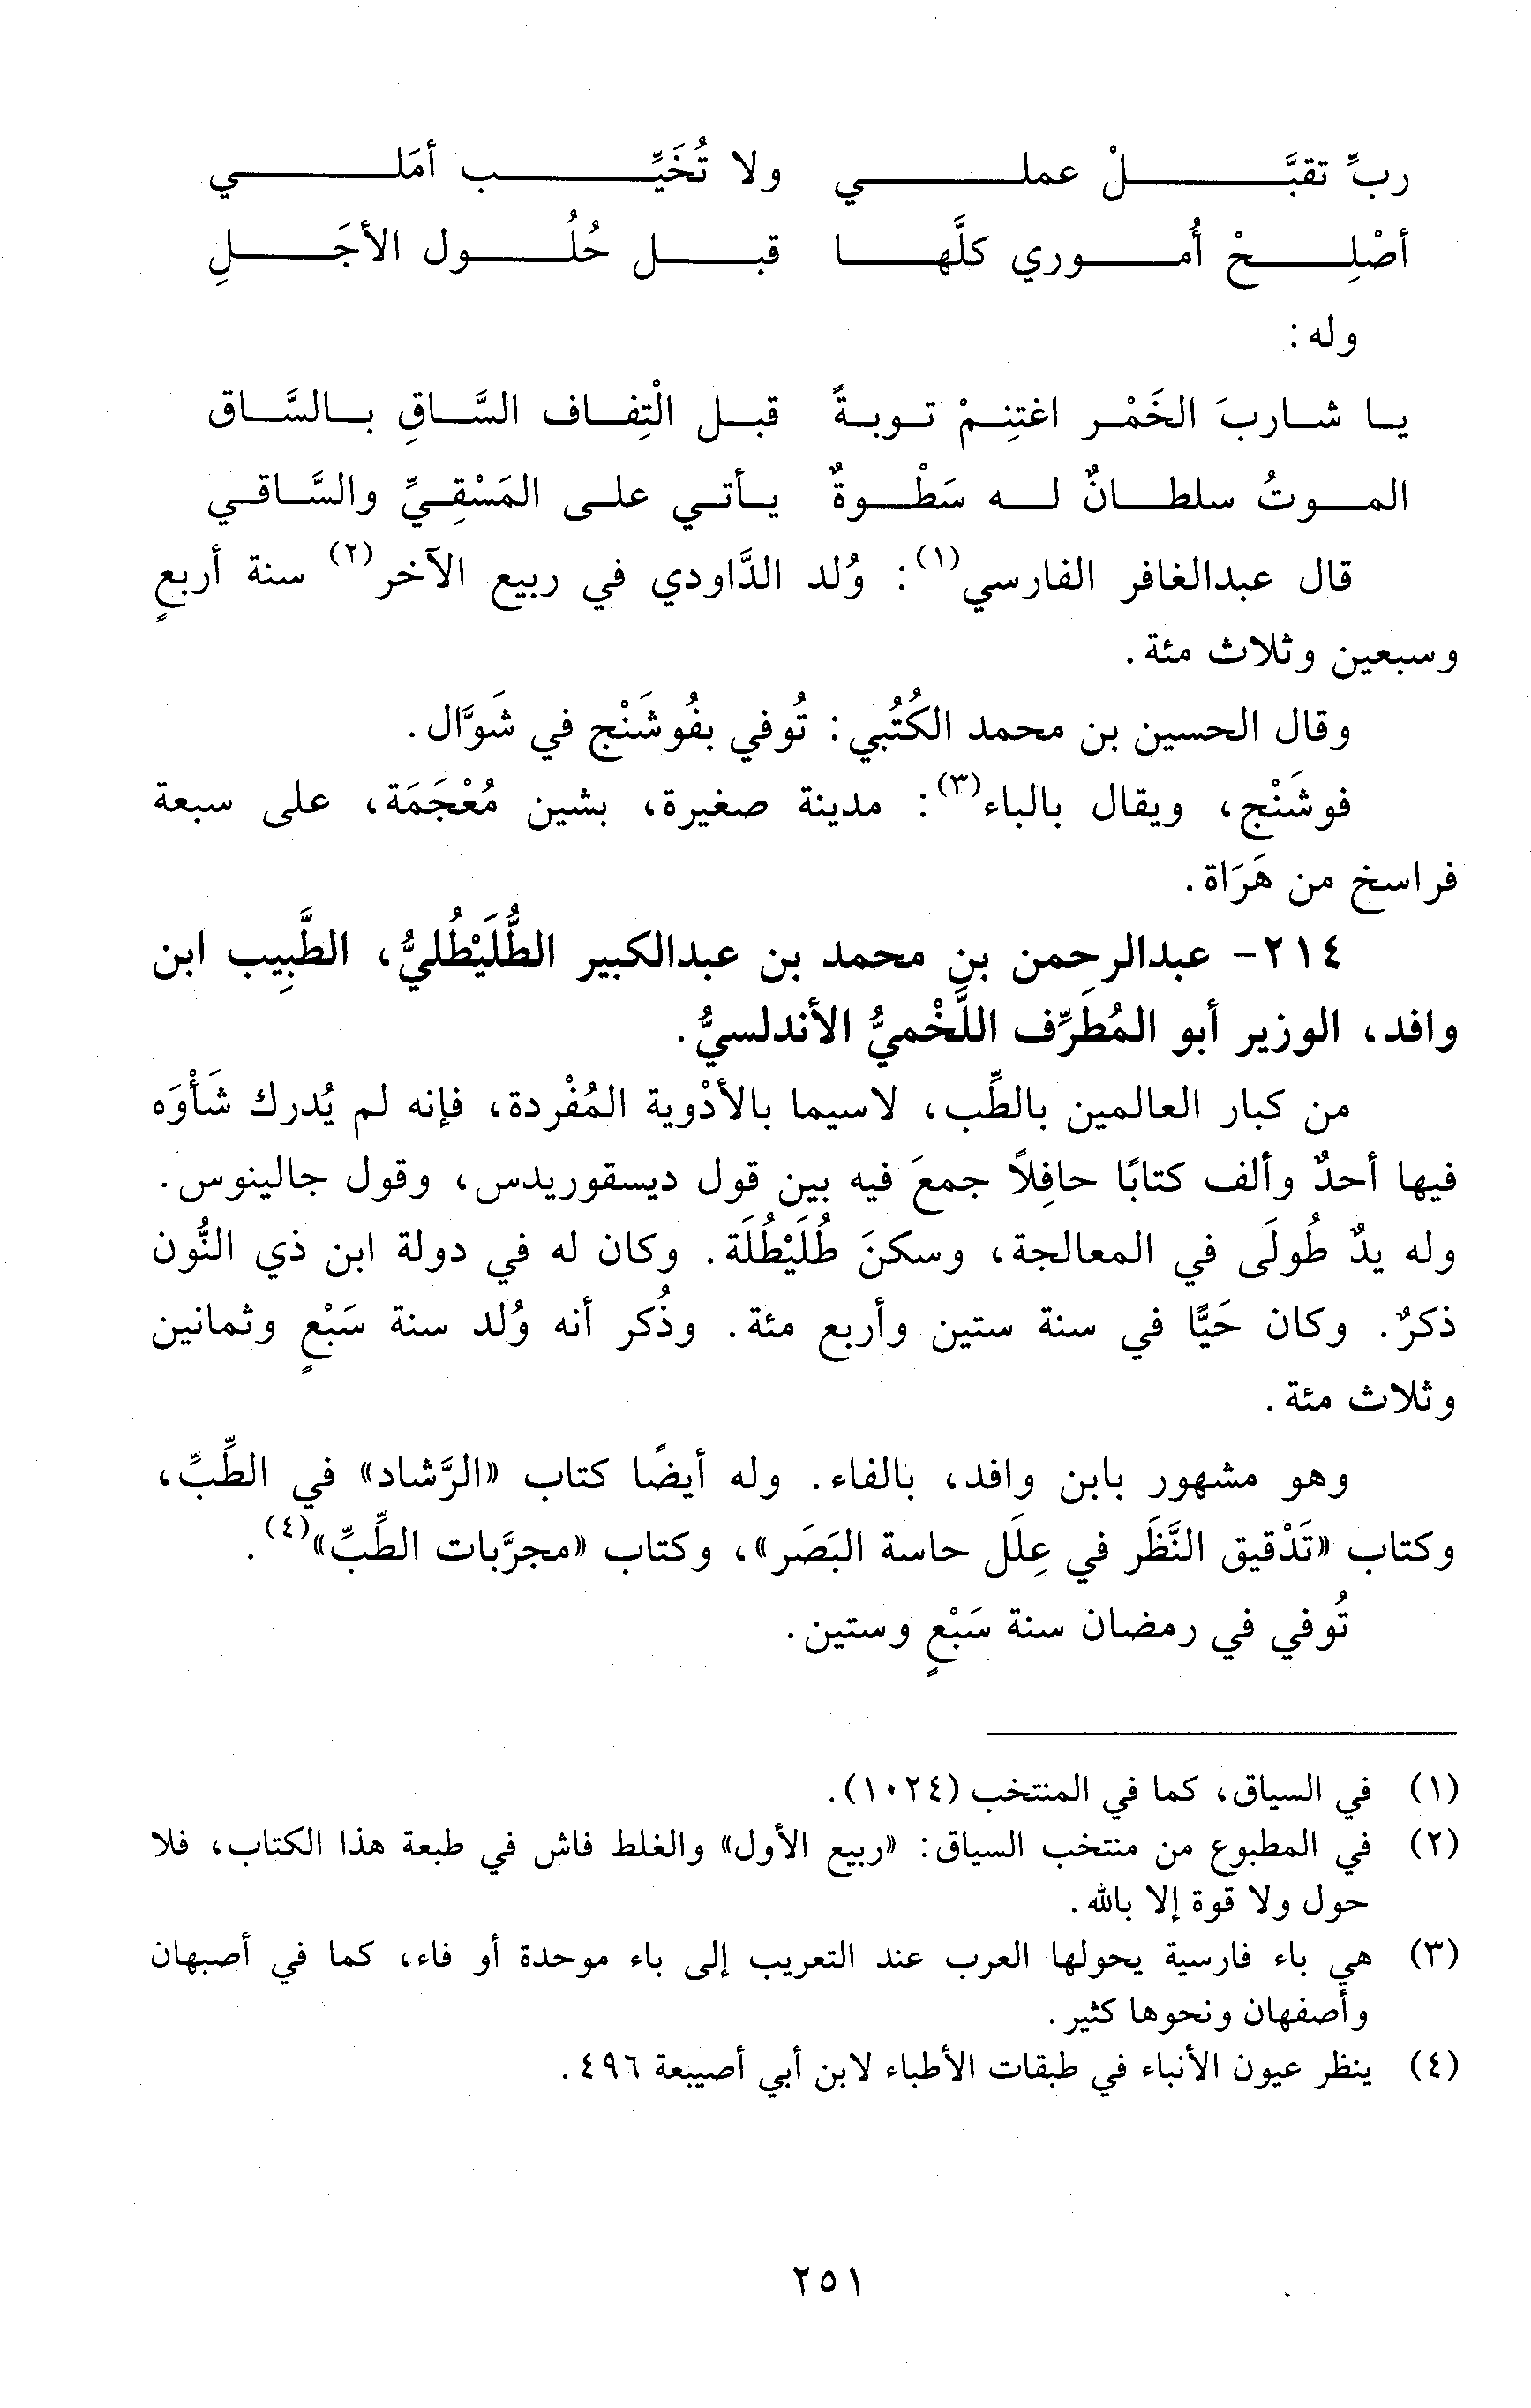 ربِّ تقبَّلْ عملي ولا تُخَيِّب أمَلي
أصْلِحْ أُموري كلَّها قبل حُلُول الأجَلِ
وله:
يا شاربَ الخَمْر اغتنِمْ توبةً قبل الْتِفاف السَّاقِ بالسَّاق
الموتُ سلطانٌ له سَطْوةٌ يأتي على المَسْقِيِّ والسَّاقي
قال عبدالغافر الفارسي(١): وُلد الدَّاودي في ربيع الآخر(٢) سنة أربعٍ
وسبعين وثلاث مئة.
وقال الحسين بن محمد الكُتُبي: تُوفي بفُوشَنْج في شَوَّال.
فوشَنْج، ويقال بالباء(٣): مدينة صغيرة، بشين مُعْجَمَة، على سبعة
فراسخ من هَرَاة.
٢١٤- عبدالرحمن بن محمد بن عبدالكبير الطُّلَيْطُليُّ، الطَّبِيب ابن
وافد، الوزير أبو المُطَرِّف اللَّخْميُّ الأندلسيُّ.
من كبار العالمين بالطِّب، لاسيما بالأدْوية المُفْردة، فإنه لم يُدرك شَأْوَه
فيها أحدٌ وألف كتابًا حافِلاً جمعَ فيه بين قول ديسقوريدس، وقول جالينوس.
وله يدٌ طُولَى في المعالجة، وسكنَ طُلَيْطُلَة. وكان له في دولة ابن ذي النُّون
ذكرٌ. وكان حَيًّا في سنة ستين وأربع مئة. وذُكر أنه وُلد سنة سَبْعٍ وثمانين
وثلاث مئة.
وهو مشهور بابن وافد، بالفاء. وله أيضًا كتاب «الرَّشاد» في الطِّبِّ،
وكتاب «تَدْقيق النَّظَر في عِلَل حاسة البَصَر»، وكتاب «مجرَّبات الطِّبِّ»(٤).
تُوفي في رمضان سنة سَبْعٍ وستين.
(١) في السياق، كما في المنتخب (١٠٢٤).
(٢) في المطبوع من منتخب السياق: «ربيع الأول» والغلط فاش في طبعة هذا الكتاب، فلا
حول ولا قوة إلا بالله.
(٣) هي باء فارسية يحولها العرب عند التعريب إلى باء موحدة أو فاء، كما في أصبهان
وأصفهان ونحوها كثير.
(٤) ينظر عيون الأنباء في طبقات الأطباء لابن أبي أصيبعة ٤٩٦.
٢٥١